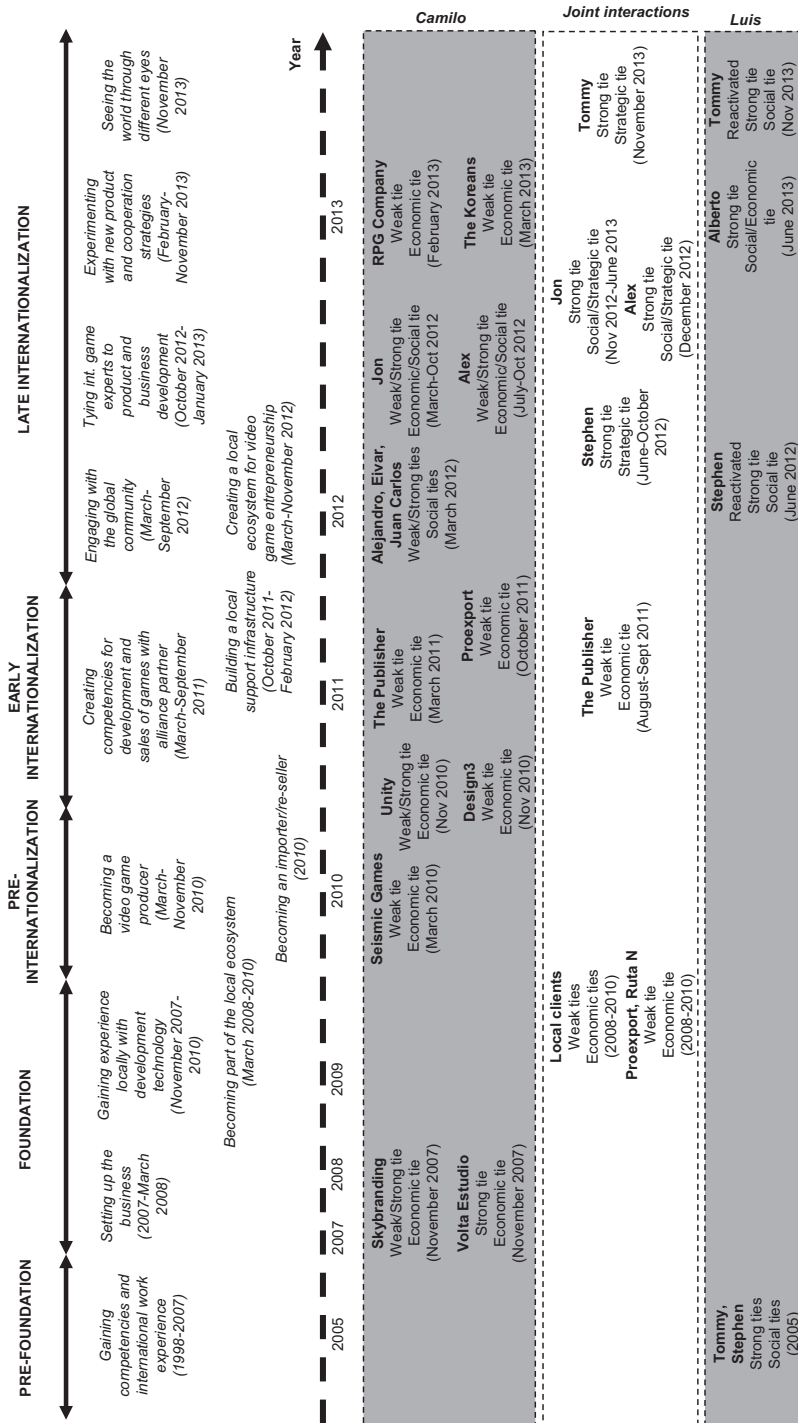 PRE-FOUNDATION
FOUNDATION
PRE-
INTERNATIONALIZATION
EARLY
INTERNATIONALIZATION
LATE INTERNATIONALIZATION
Gaining
competencies and
international work
experience
(1998-2007)
Setting up the
business
(2007-March
2008)
Gaining experience
locally with
development
technology
(November 2007-
2010)
Becoming a
video game
producer
(March-
November
2010)
Creating
competencies for
development and
sales of games with
alliance partner
(March-September
2011)
Engaging with
the global
community
(March-
September
2012)
Tying int. game
experts to
product and
business
development
(October 2012-
January 2013)
Experimenting
with new product
and cooperation
strategies
(February-
November 2013)
Seeing the
world through
different eyes
(November
2013)
Becoming part of the local ecosystem
(March 2008-2010)
Becoming an importer/re-seller
(2010)
Building a local
support infrastructure
(October 2011-
February 2012)
Creating a local
ecosystem for video
game entrepreneurship
(March-November 2012)
Year
2005
2007
2008
2009
2010
2011
2012
2013
Camilo
Skybranding
Weak/Strong tie
Economic tie
(November 2007)
Volta Estudio
Strong tie
Economic tie
(November 2007)
Seismic Games
Weak tie
Economic tie
(March 2010)
Unity
Weak/Strong tie
Economic tie
(Nov 2010)
Design3
Weak tie
Economic tie
(Nov 2010)
The Publisher
Weak tie
Economic tie
(March 2011)
Proexport
Weak tie
Economic tie
(October 2011)
Alejandro, Eivar,
Juan Carlos
Weak/Strong ties
Social ties
(March 2012)
Jon
Weak/Strong tie
Economic/Social tie
(March-Oct 2012
Alex
Weak/Strong tie
Economic/Social tie
(July-Oct 2012
RPG Company
Weak tie
Economic tie
(February 2013)
The Koreans
Weak tie
Economic tie
(March 2013)
Joint interactions
Local clients
Weak ties
Economic ties
(2008-2010)
Proexport, Ruta N
Weak tie
Economic tie
(2008-2010)
The Publisher
Weak tie
Economic tie
(August-Sept 2011)
Stephen
Strong tie
Strategic tie
(June-October
2012)
Jon
Strong tie
Social/Strategic tie
(Nov 2012-June 2013
Alex
Strong tie
Social/Strategic tie
(December 2012)
Tommy
Strong tie
Strategic tie
(November 2013)
Luis
Tommy,
Stephen
Strong ties
Social ties
(2005)
Stephen
Reactivated
Strong tie
Social tie
(June 2012)
Alberto
Strong tie
Social/Economic
tie
(June 2013)
Tommy
Reactivated
Strong tie
Social tie
(Nov 2013)